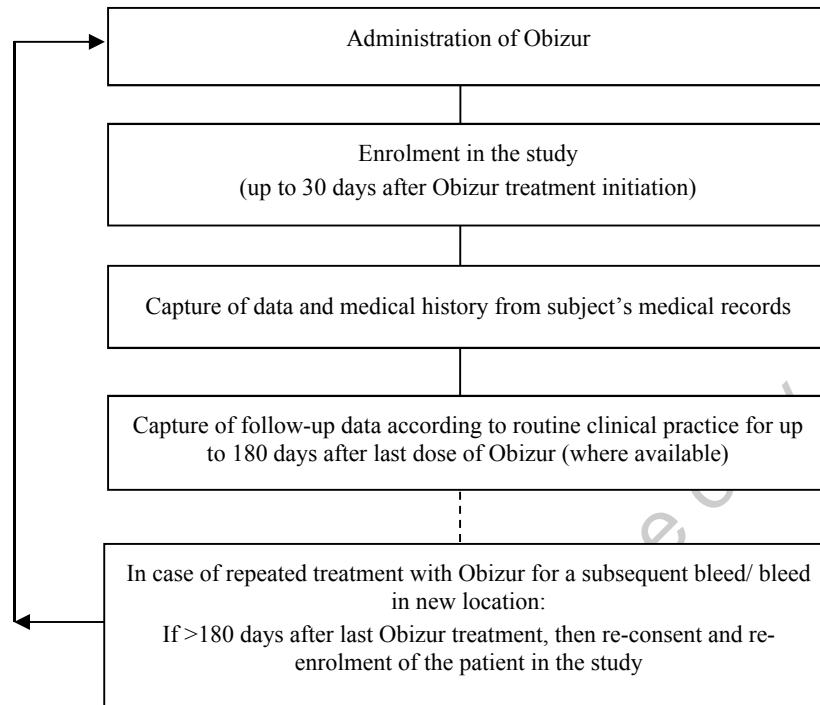 Administration of Obizur
Enrolment in the study
(up to 30 days after Obizur treatment initiation)
Capture of data and medical history from subject’s medical records
Capture of follow-up data according to routine clinical practice for up
to 180 days after last dose of Obizur (where available)
In case of repeated treatment with Obizur for a subsequent bleed/ bleed
in new location:
If >180 days after last Obizur treatment, then re-consent and re-
enrolment of the patient in the study